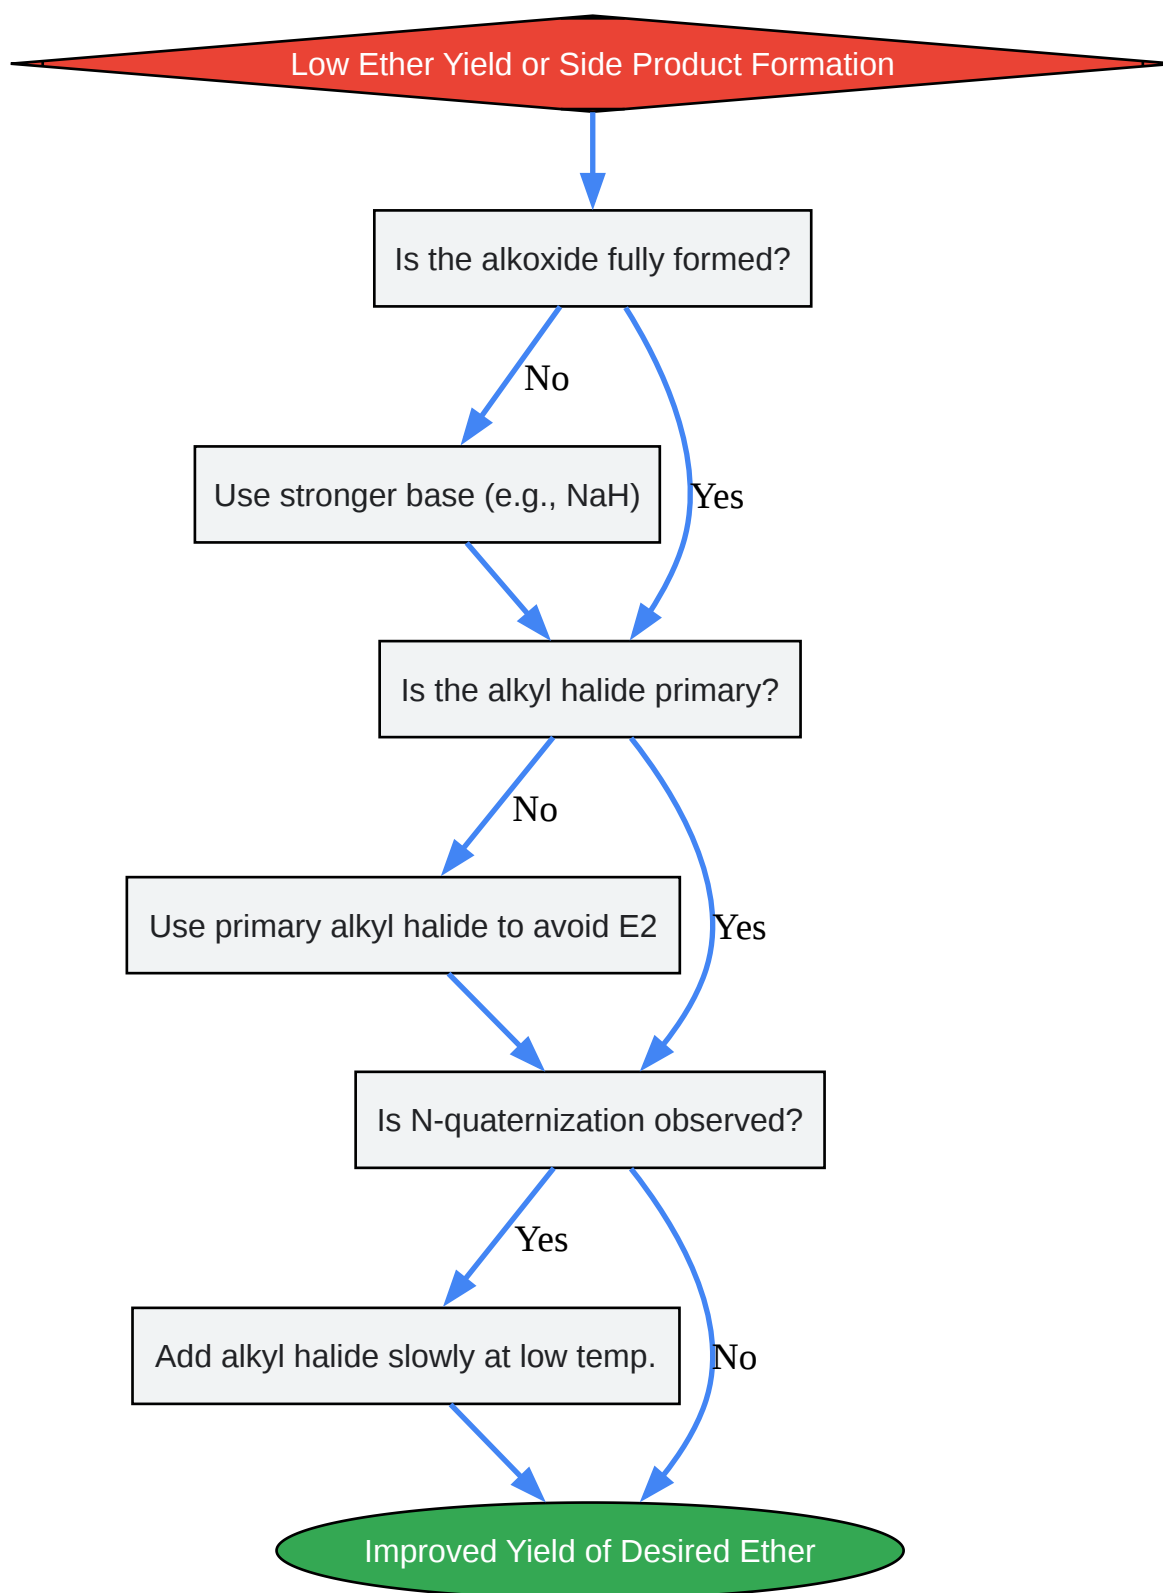 Low Ether Yield or Side Product Formation
Is the alkoxide fully formed?
No
Use stronger base (e.g., NaH)
Yes
Is the alkyl halide primary?
No
Use primary alkyl halide to avoid E2
Yes
Is N-quaternization observed?
Yes
Add alkyl halide slowly at low temp.
No
Improved Yield of Desired Ether